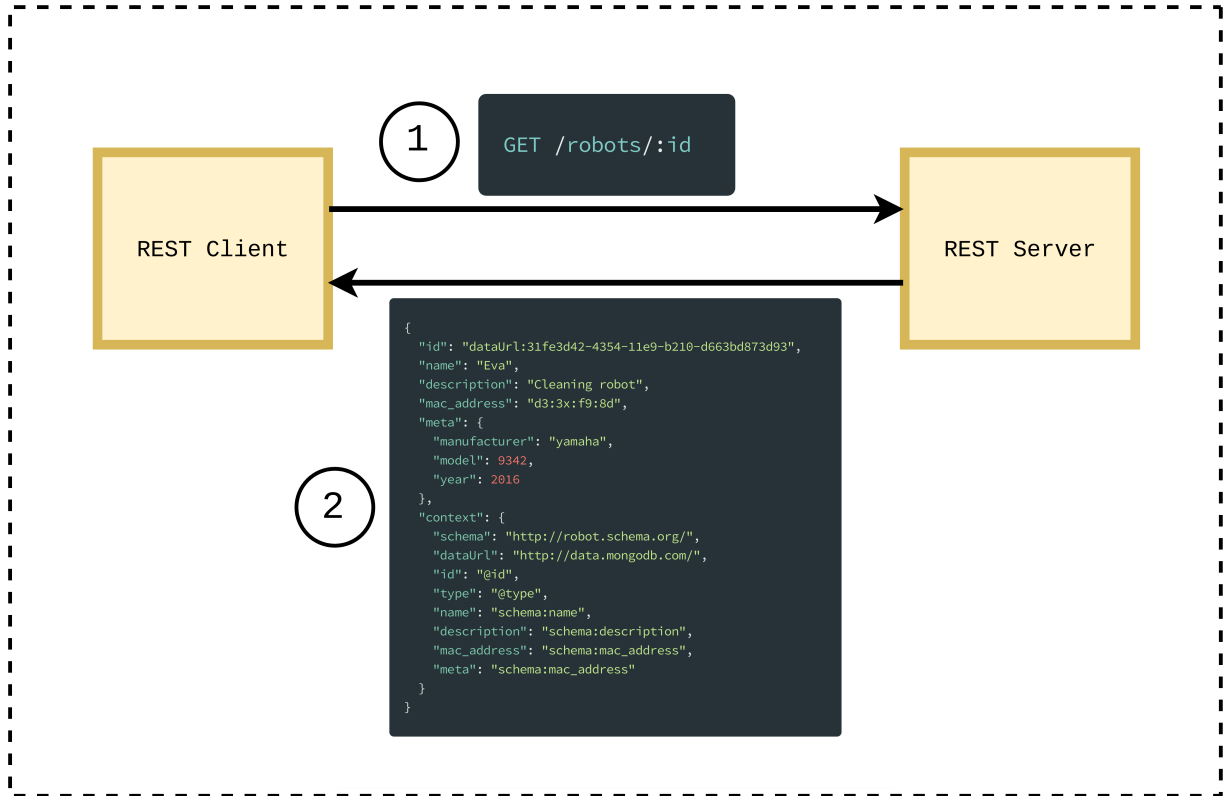 1
GET /robots/:id
REST Client
REST Server
{
  "id": "dataUrl:31fe3d42-4354-11e9-b210-d663bd873d93",
  "name": "Eva",
  "description": "Cleaning robot",
  "mac_address": "d3:3x:f9:8d",
  "meta": {
    "manufacturer": "yamaha",
    "model": 9342,
    "year": 2016
  },
  "context": {
    "schema": "http://robot.schema.org/",
    "dataUrl": "http://data.mongodb.com/",
    "id": "@id",
    "type": "@type",
    "name": "schema:name",
    "description": "schema:description",
    "mac_address": "schema:mac_address",
    "meta": "schema:mac_address"
  }
}
2